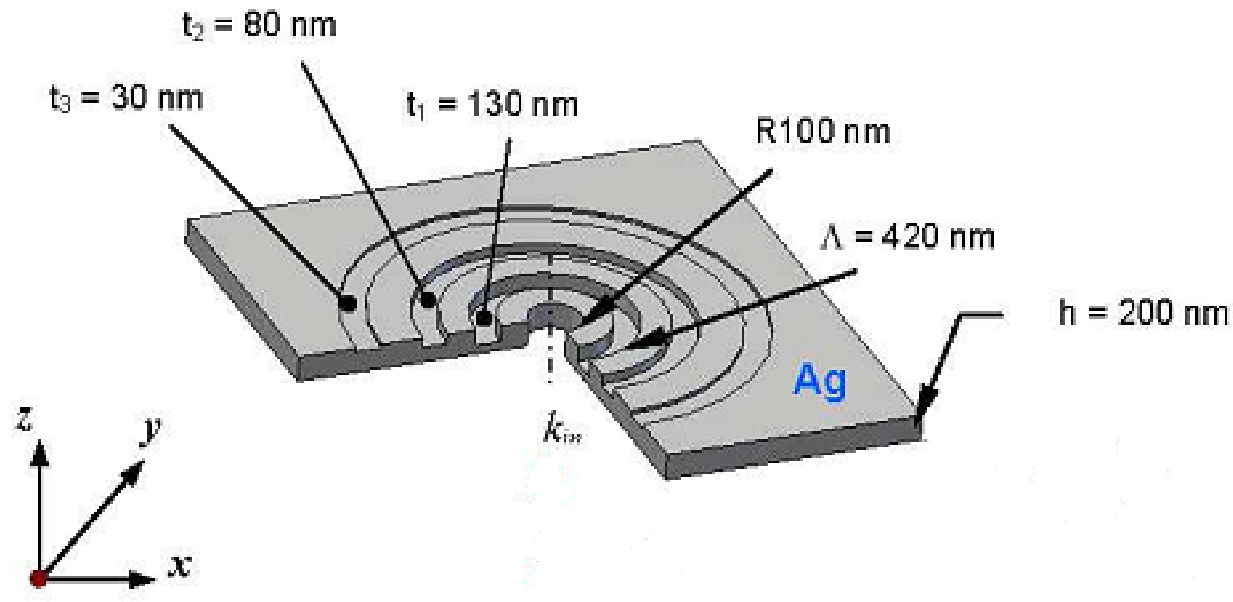 t₂ = 80 nm
t₃ = 30 nm
t₁ = 130 nm
R100 nm
Λ = 420 nm
h = 200 nm
Ag
kᵢₙ
z
y
x